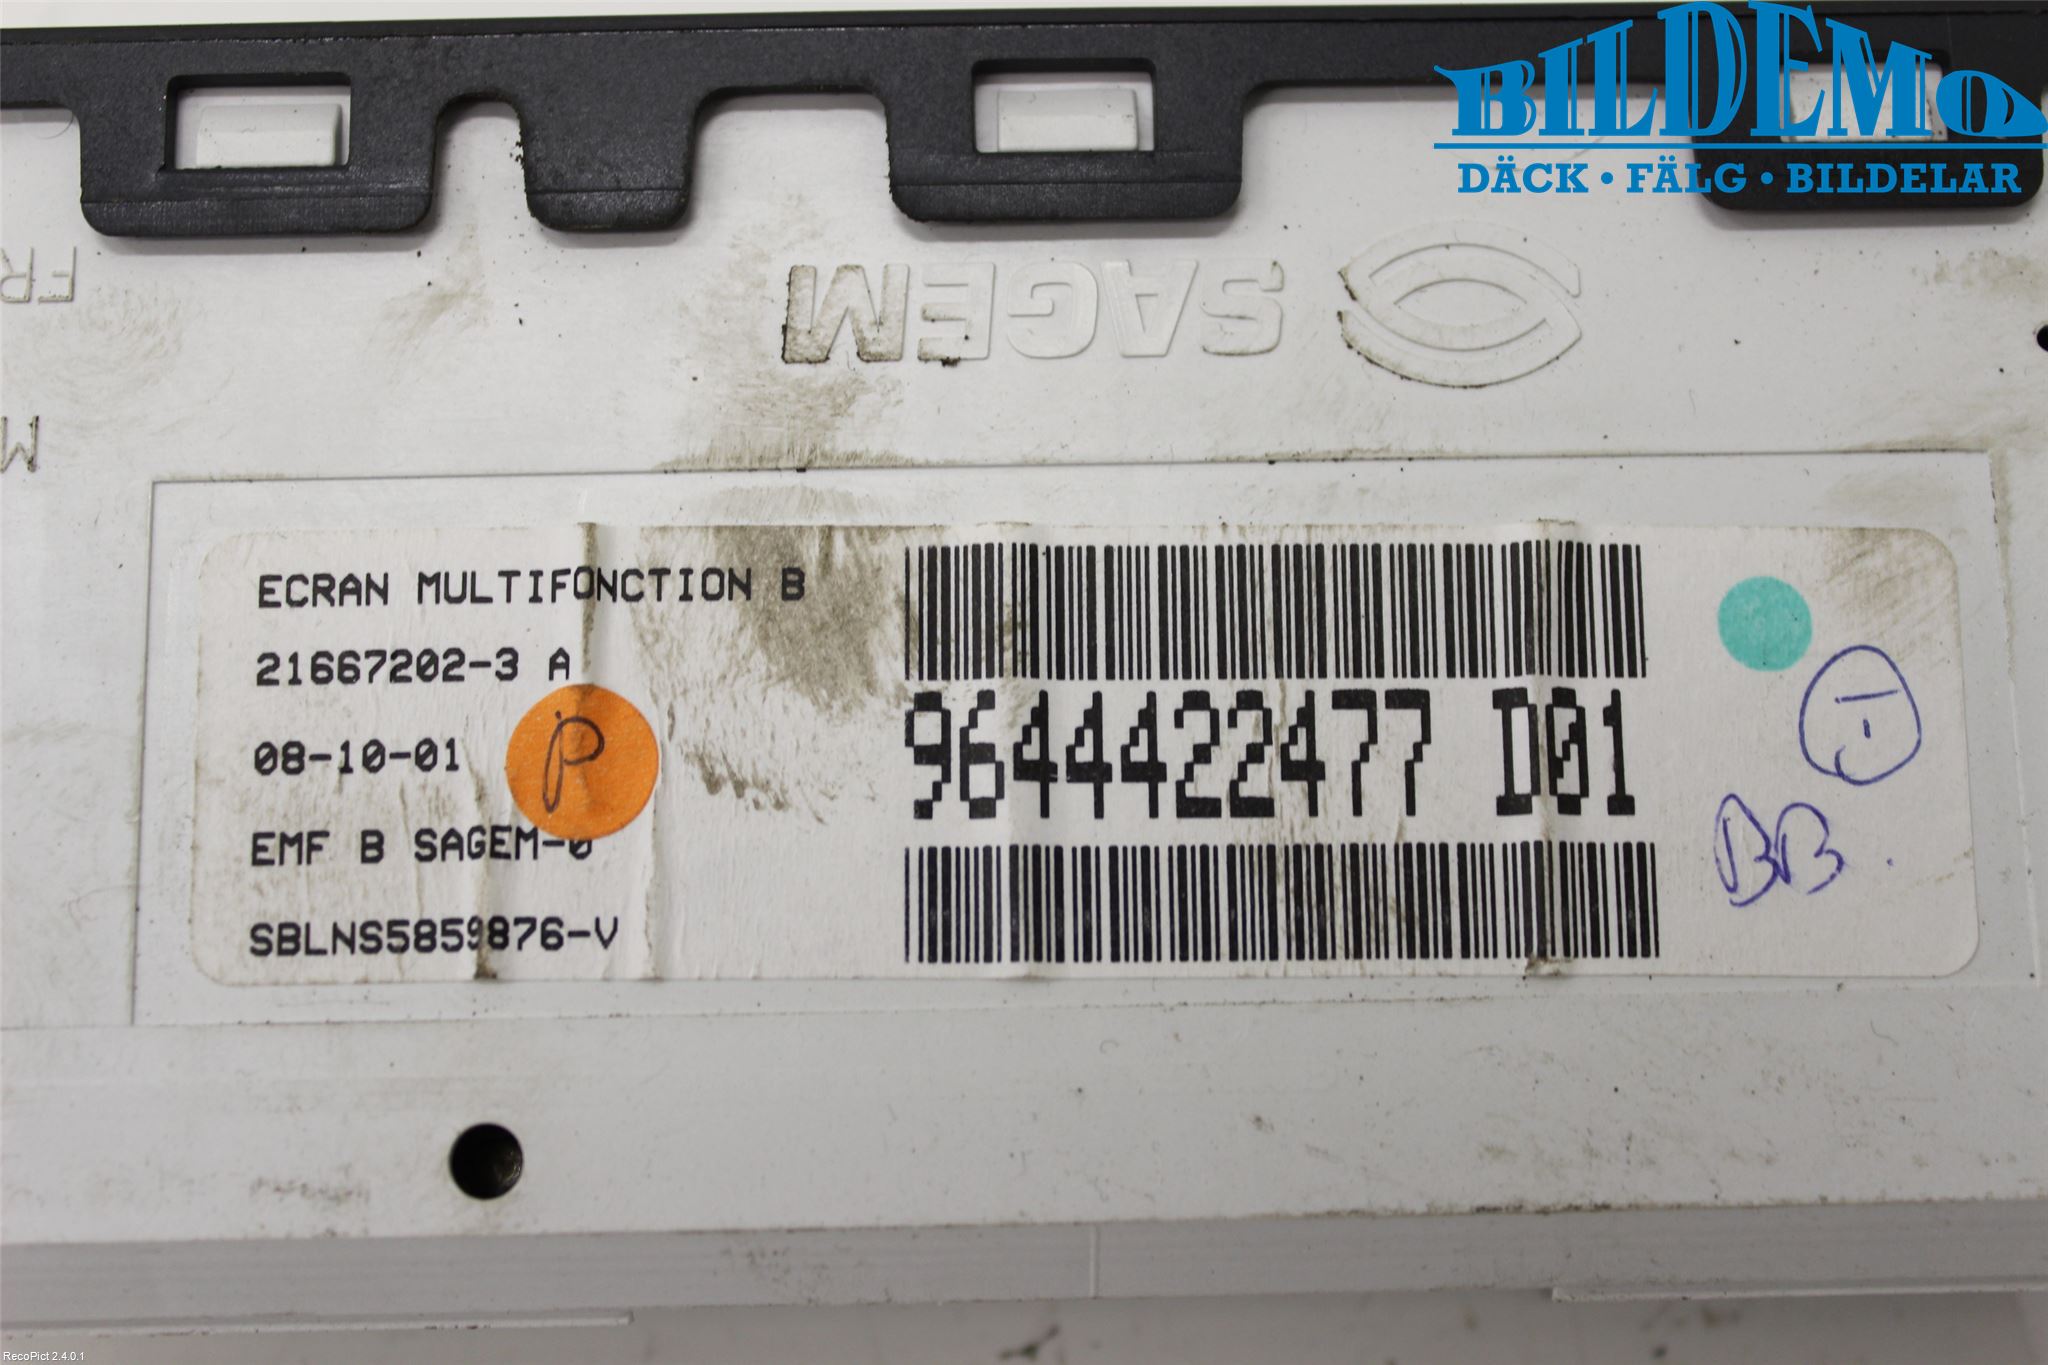 BILDEMO
DÄCK • FÄLG • BILDELAR
SAGEM
FR
M
ECRAN MULTIFONCTION B
21667202-3 A
08-10-01
P
EMF B SAGEM-0
SBLNS5859876-V
9644422477 D01
BB.
RecoPict 2.4.0.1